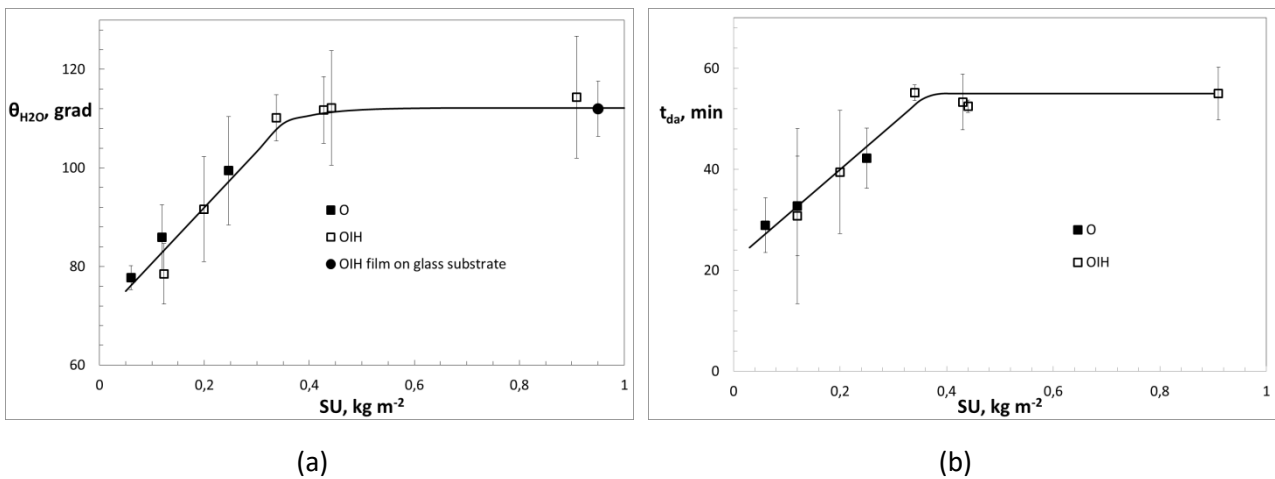 120
θH2O, grad
100
80
60
0
0,2
0,4
0,6
0,8
1
SU, kg m-2
O
OIH
OIH film on glass substrate
(a)
60
tda, min
40
20
0
0
0,2
0,4
0,6
0,8
1
SU, kg m-2
O
OIH
(b)